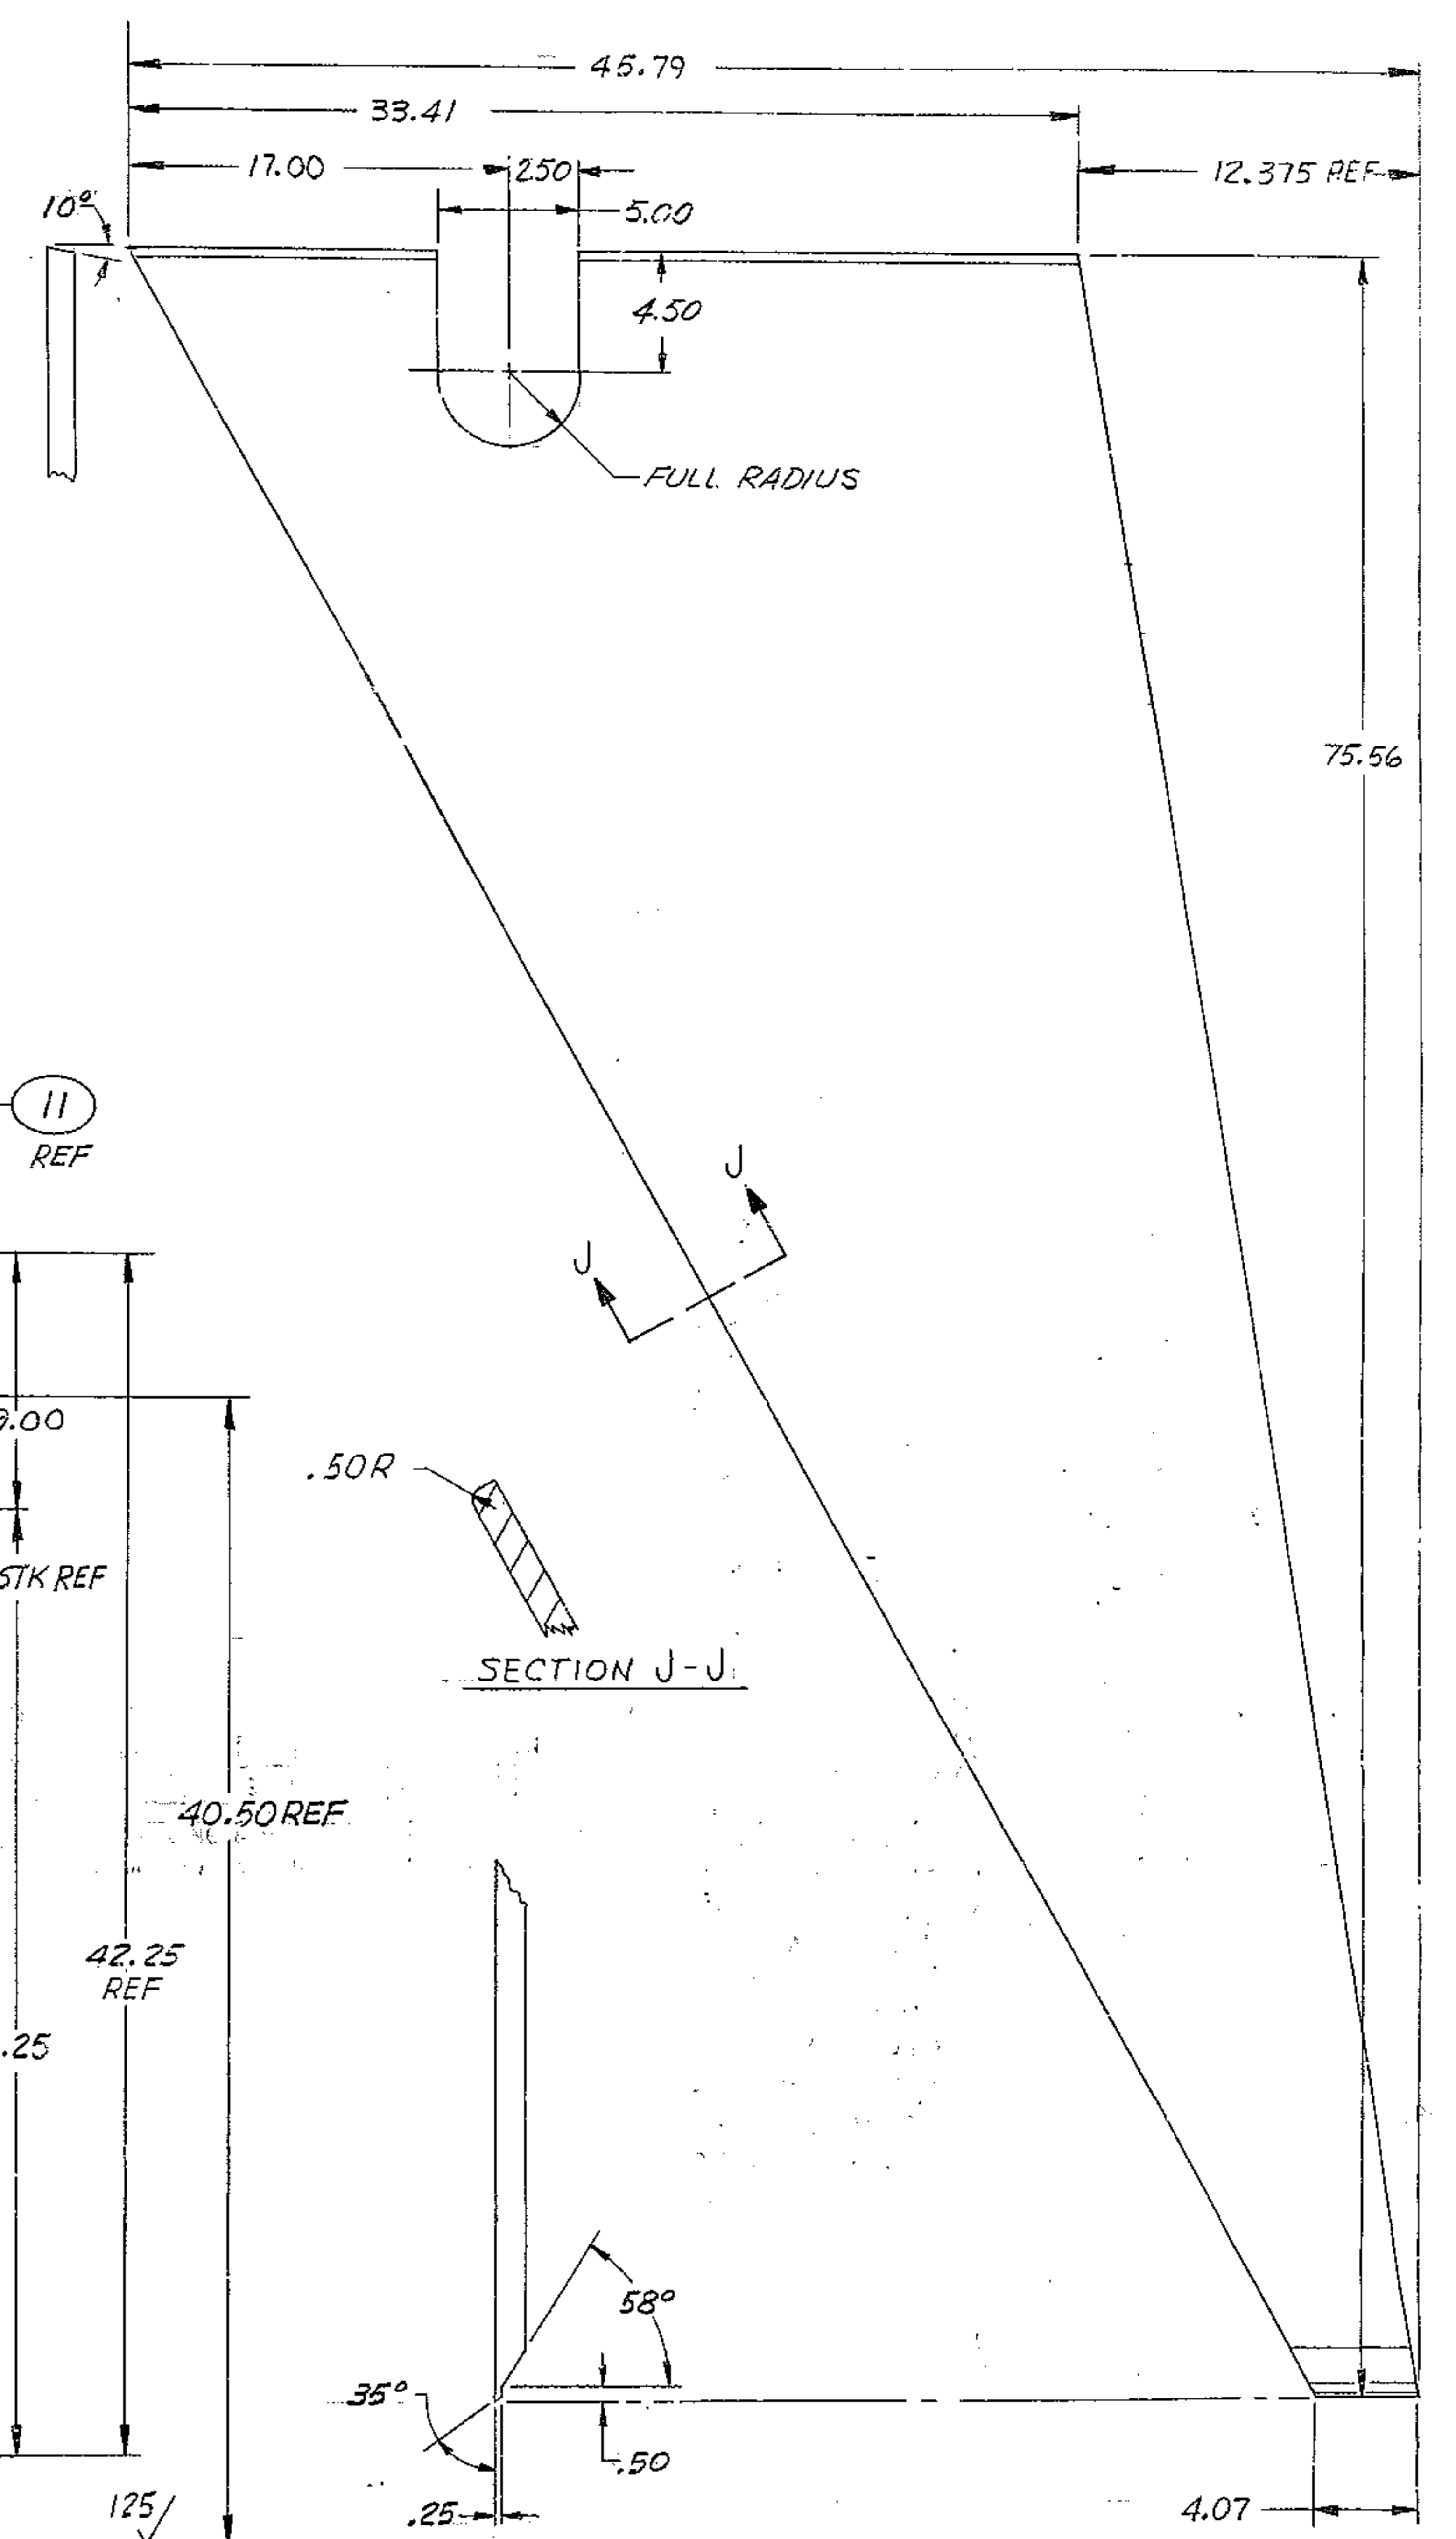 45.79
33.41
17.00
250
12.375 REF
10°
5.00
4.50
FULL RADIUS
75.56
11
REF
J
J
9.00
.50R
STK REF
SECTION J-J
40.50 REF
42.25
REF
.25
58°
35°
.50
125
.25
4.07